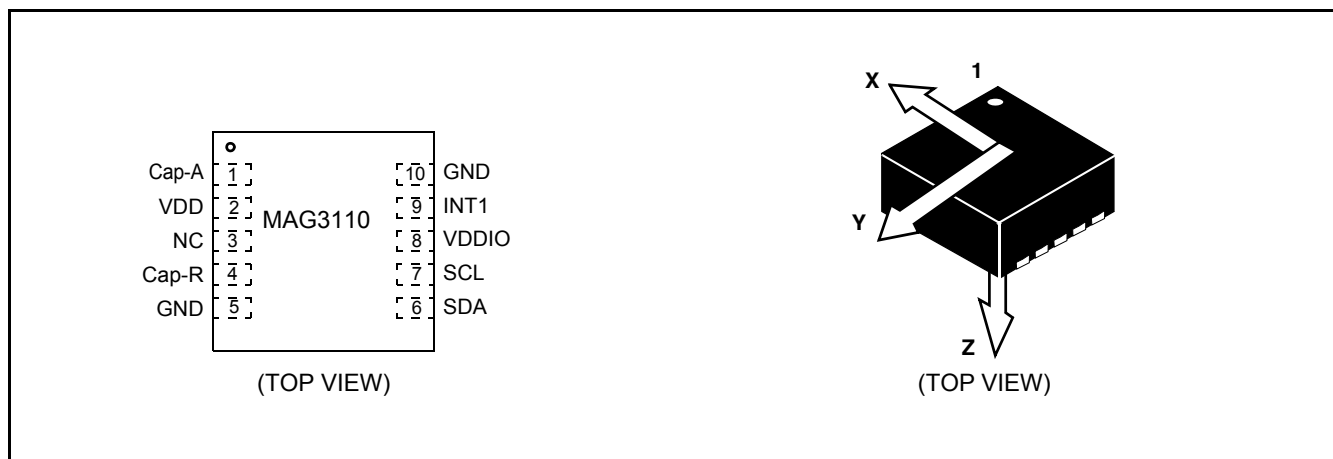 Cap-A 1 10 GND
VDD 2 MAG3110 9 INT1
NC 3 8 VDDIO
Cap-R 4 7 SCL
GND 5 6 SDA
(TOP VIEW)
1
X
Y
Z
(TOP VIEW)